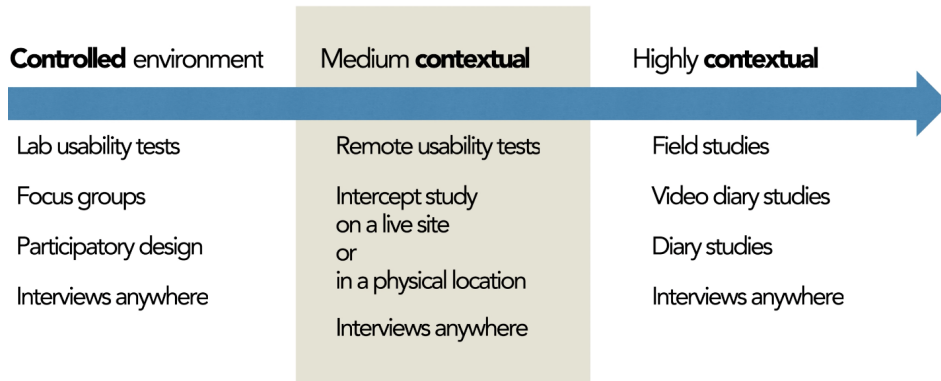 Controlled environment
Lab usability tests
Focus groups
Participatory design
Interviews anywhere
Medium contextual
Remote usability tests
Intercept study
on a live site
or
in a physical location
Interviews anywhere
Highly contextual
Field studies
Video diary studies
Diary studies
Interviews anywhere